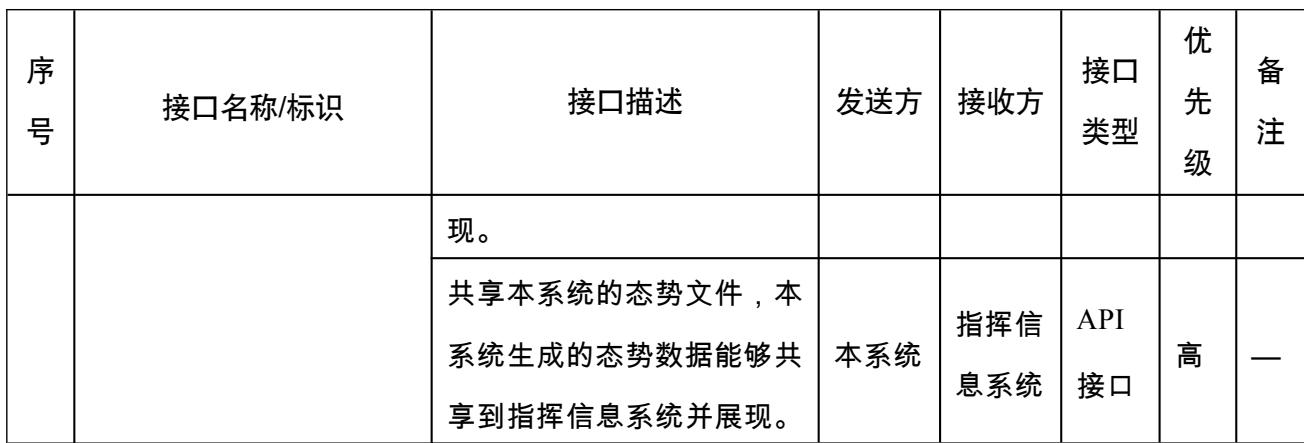 序号
接口名称/标识
接口描述
发送方
接收方
接口
类型
优先级
备注
现。
共享本系统的态势文件，本
系统生成的态势数据能够共
享到指挥信息系统并展现。
本系统
指挥信
息系统
API
接口
高
—